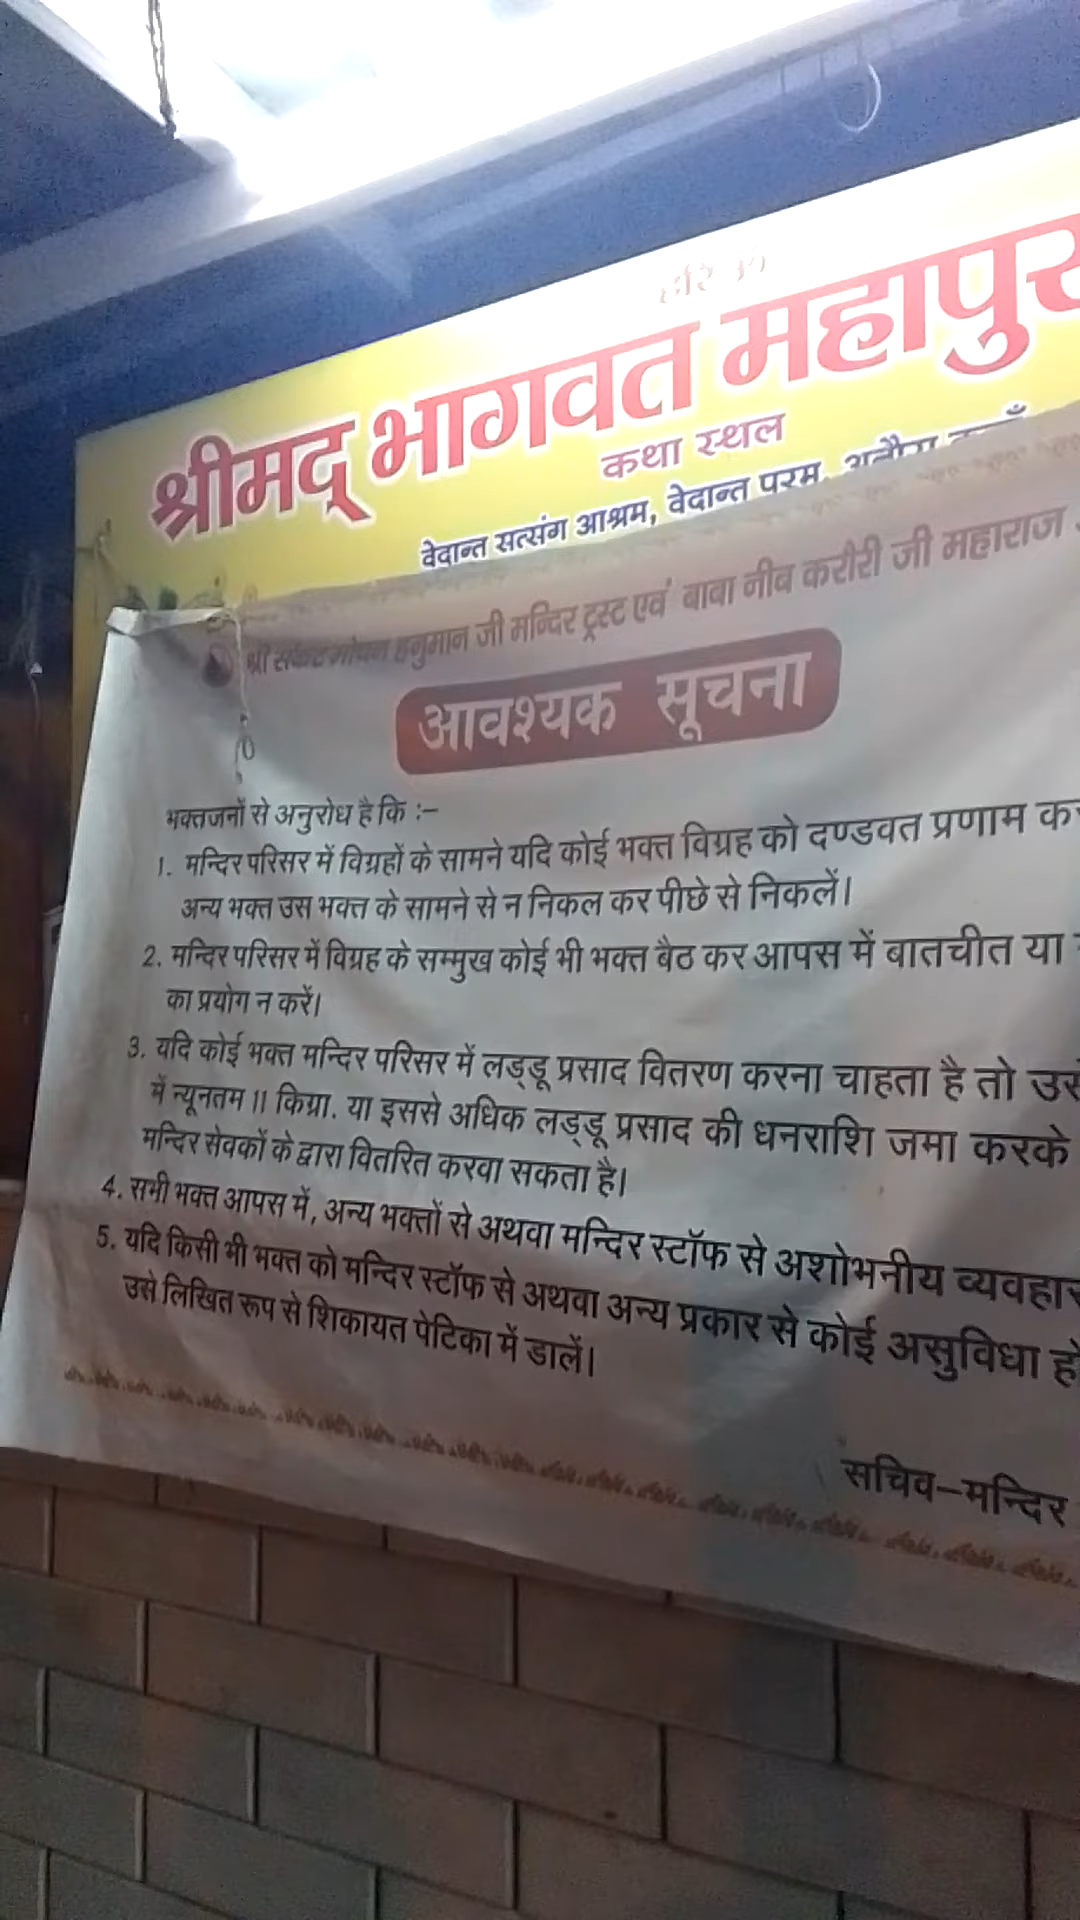 हरि ॐ
श्रीमद् भागवत महापु
कथा स्थल
वेदान्त सत्संग आश्रम, वेदान्त परम
श्री संकट मोचन हनुमान जी मन्दिर ट्रस्ट एवं बाबा नीब करौरी जी महाराज
आवश्यक सूचना
भक्तजनों से अनुरोध है कि :–
1. मन्दिर परिसर में विग्रहों के सामने यदि कोई भक्त विग्रह को दण्डवत प्रणाम
अन्य भक्त उस भक्त के सामने से न निकल कर पीछे से निकलें।
2. मन्दिर परिसर में विग्रह के सम्मुख कोई भी भक्त बैठ कर आपस में बातचीत या
का प्रयोग न करें।
3. यदि कोई भक्त मन्दिर परिसर में लड्डू प्रसाद वितरण करना चाहता है तो
में न्यूनतम 11 किग्रा. या इससे अधिक लड्डू प्रसाद की धनराशि जमा करके
मन्दिर सेवकों के द्वारा वितरित करवा सकता है।
4. सभी भक्त आपस में, अन्य भक्तों से अथवा मन्दिर स्टॉफ से अशोभनीय व्यवहार
5. यदि किसी भी भक्त को मन्दिर स्टॉफ से अथवा अन्य प्रकार से कोई असुविधा
उसे लिखित रूप से शिकायत पेटिका में डालें।
सचिव–मन्दिर